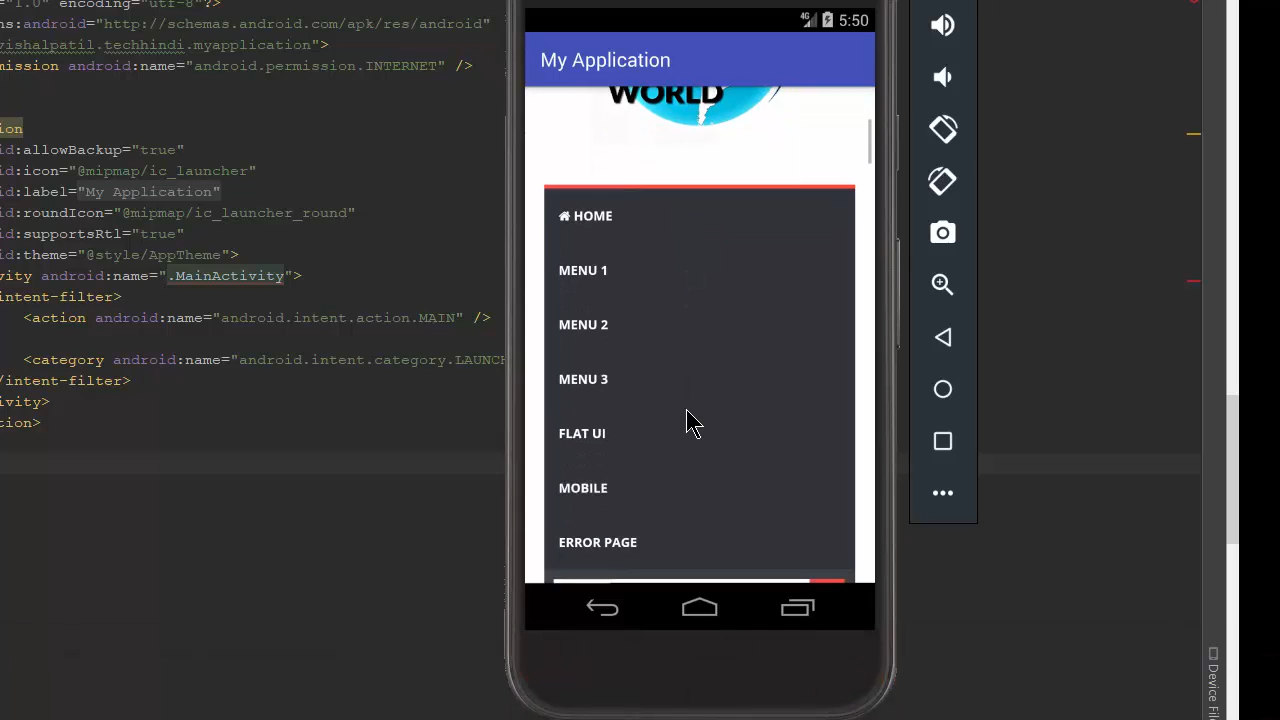 "1.0" encoding="utf-8"?>
ns:android="http://schemas.android.com/apk/res/android"
vishalpatil.techhindi.myapplication">
mission android:name="android.permission.INTERNET" />
ion
id:allowBackup="true"
id:icon="@mipmap/ic_launcher"
id:label="My Application"
id:roundIcon="@mipmap/ic_launcher_round"
id:supportsRtl="true"
id:theme="@style/AppTheme">
vity android:name=".MainActivity">
intent-filter>
<action android:name="android.intent.action.MAIN" />
<category android:name="android.intent.category.LAUNCH
/intent-filter>
ivity>
tion>
4G 5:50
My Application
WORLD
HOME
MENU 1
MENU 2
MENU 3
FLAT UI
MOBILE
ERROR PAGE
Device File